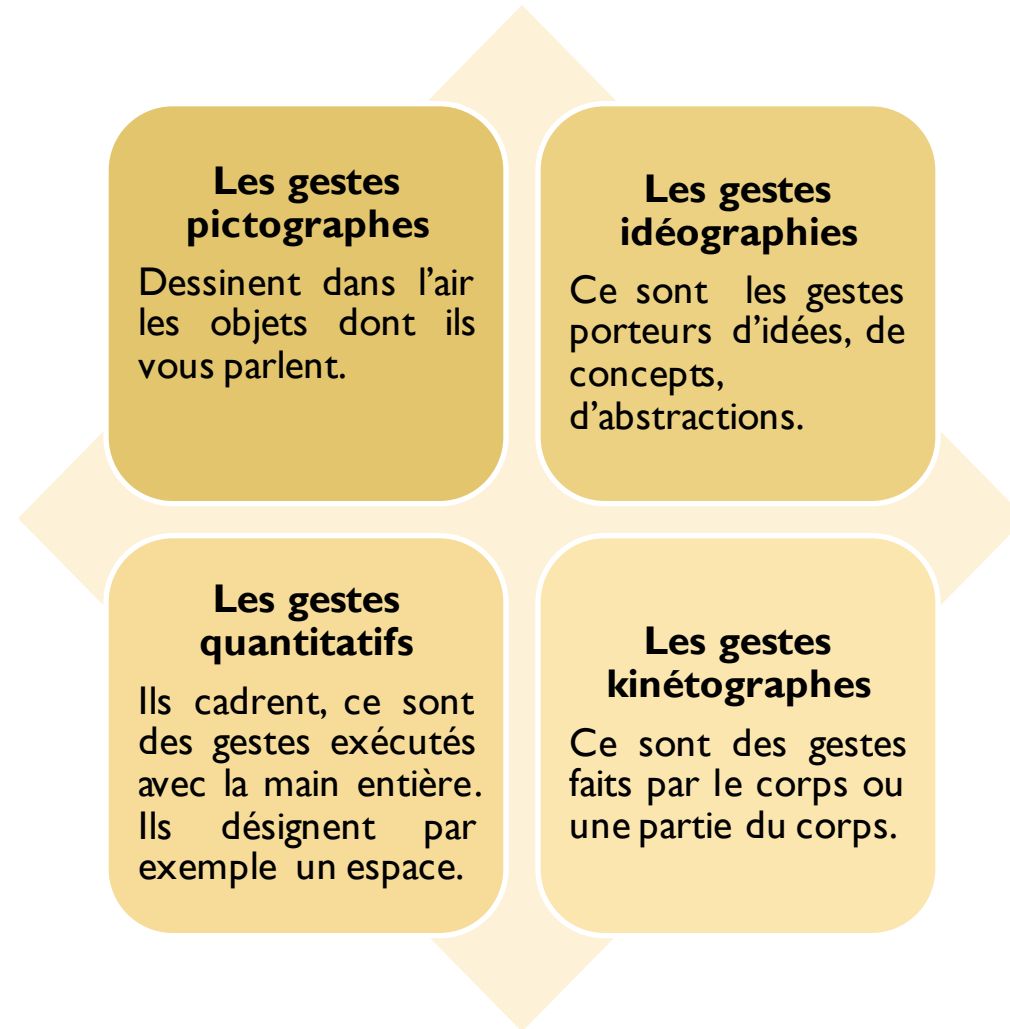 Les gestes
pictographes
Dessinent dans l’air
les objets dont ils
vous parlent.
Les gestes
idéographies
Ce sont les gestes
porteurs d’idées, de
concepts,
d’abstractions.
Les gestes
quantitatifs
Ils cadrent, ce sont
des gestes exécutés
avec la main entière.
Ils désignent par
exemple un espace.
Les gestes
kinétographes
Ce sont des gestes
faits par le corps ou
une partie du corps.